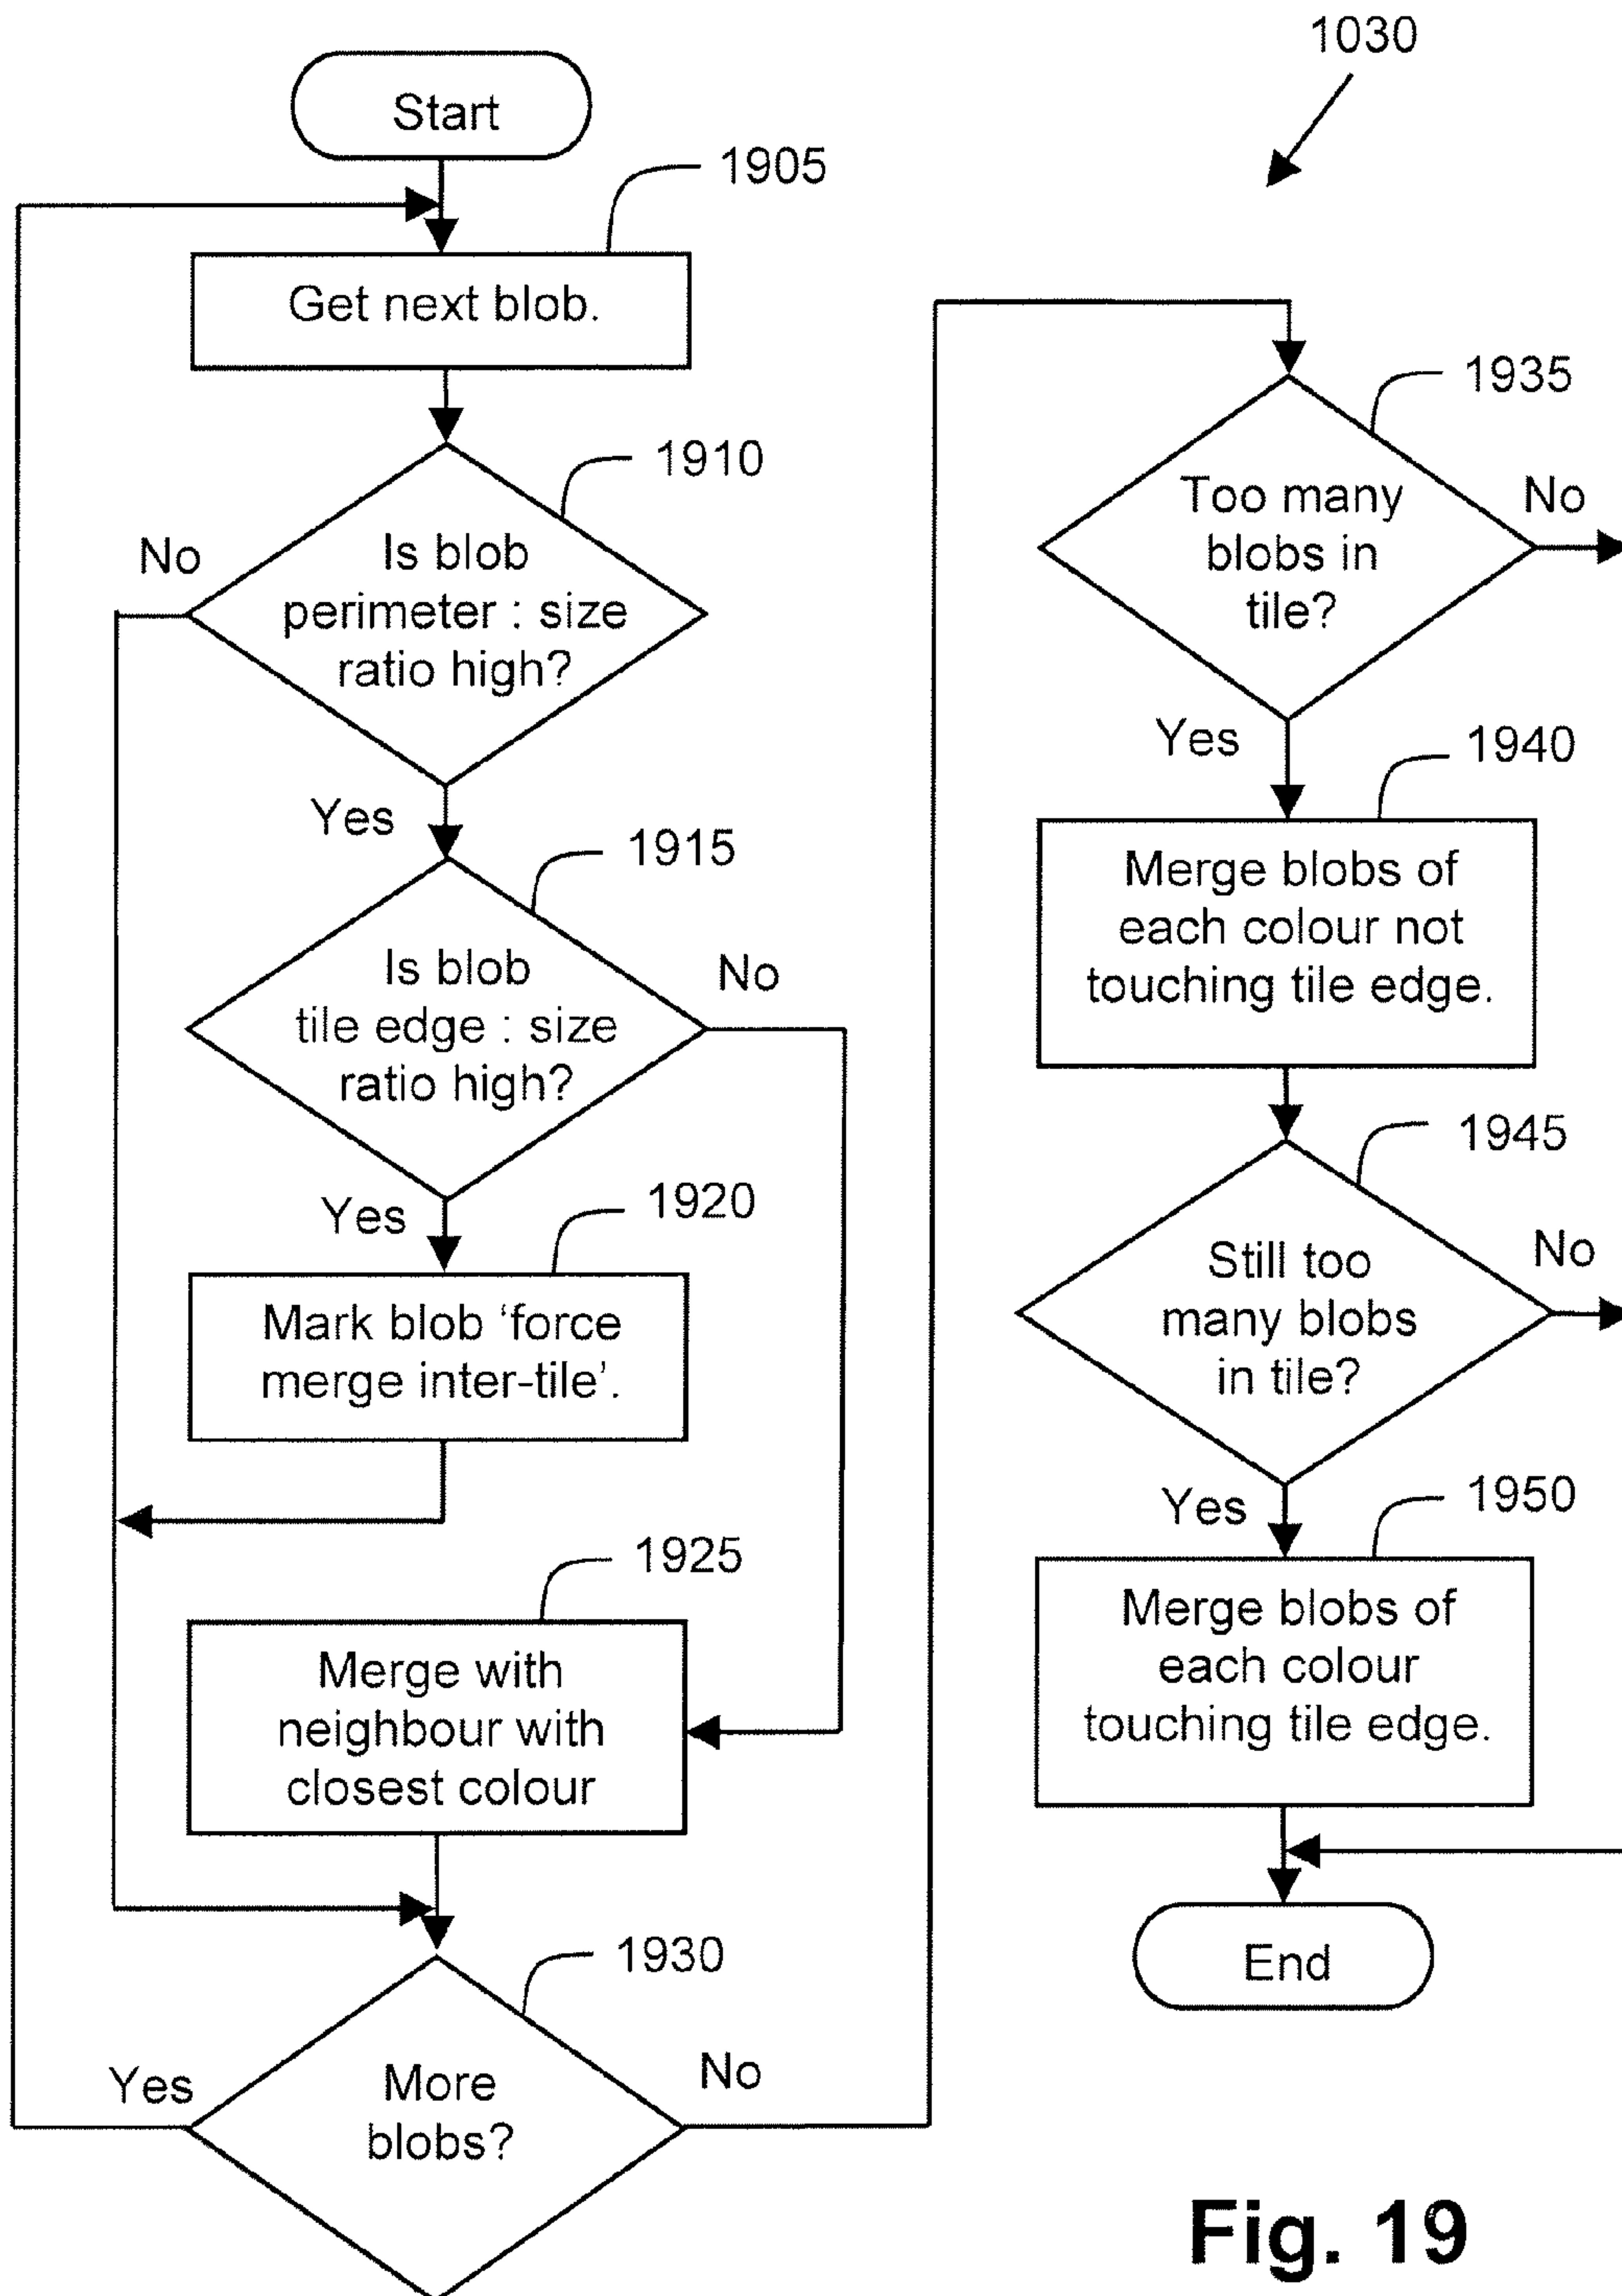 1030
Start
1905
Get next blob.
1910
No
Is blob
perimeter : size
ratio high?
Yes
1915
Is blob
tile edge : size
ratio high?
No
Yes
1920
Mark blob ‘force
merge inter-tile’.
1925
Merge with
neighbour with
closest colour
1930
Yes
More
blobs?
No
1935
Too many
blobs in
tile?
No
Yes
1940
Merge blobs of
each colour not
touching tile edge.
1945
Still too
many blobs
in tile?
No
Yes
1950
Merge blobs of
each colour
touching tile edge.
End
Fig. 19